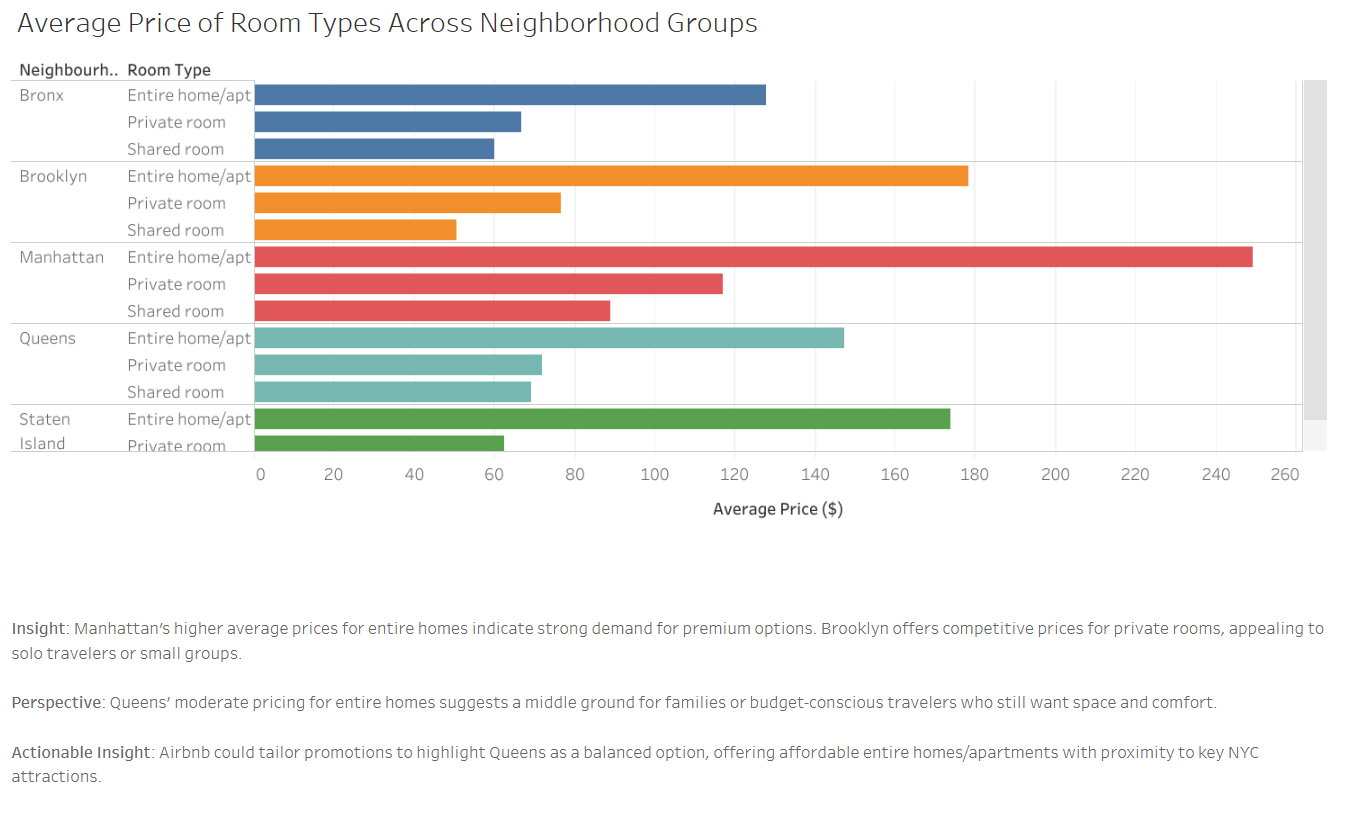 Average Price of Room Types Across Neighborhood Groups
Neighbourh.. Room Type
Bronx Entire home/apt
Private room
Shared room
Brooklyn Entire home/apt
Private room
Shared room
Manhattan Entire home/apt
Private room
Shared room
Queens Entire home/apt
Private room
Shared room
Staten Entire home/apt
Island Private room
0 20 40 60 80 100 120 140 160 180 200 220 240 260
Average Price ($)
Insight: Manhattan's higher average prices for entire homes indicate strong demand for premium options. Brooklyn offers competitive prices for private rooms, appealing to
solo travelers or small groups.
Perspective: Queens' moderate pricing for entire homes suggests a middle ground for families or budget-conscious travelers who still want space and comfort.
Actionable Insight: Airbnb could tailor promotions to highlight Queens as a balanced option, offering affordable entire homes/apartments with proximity to key NYC
attractions.